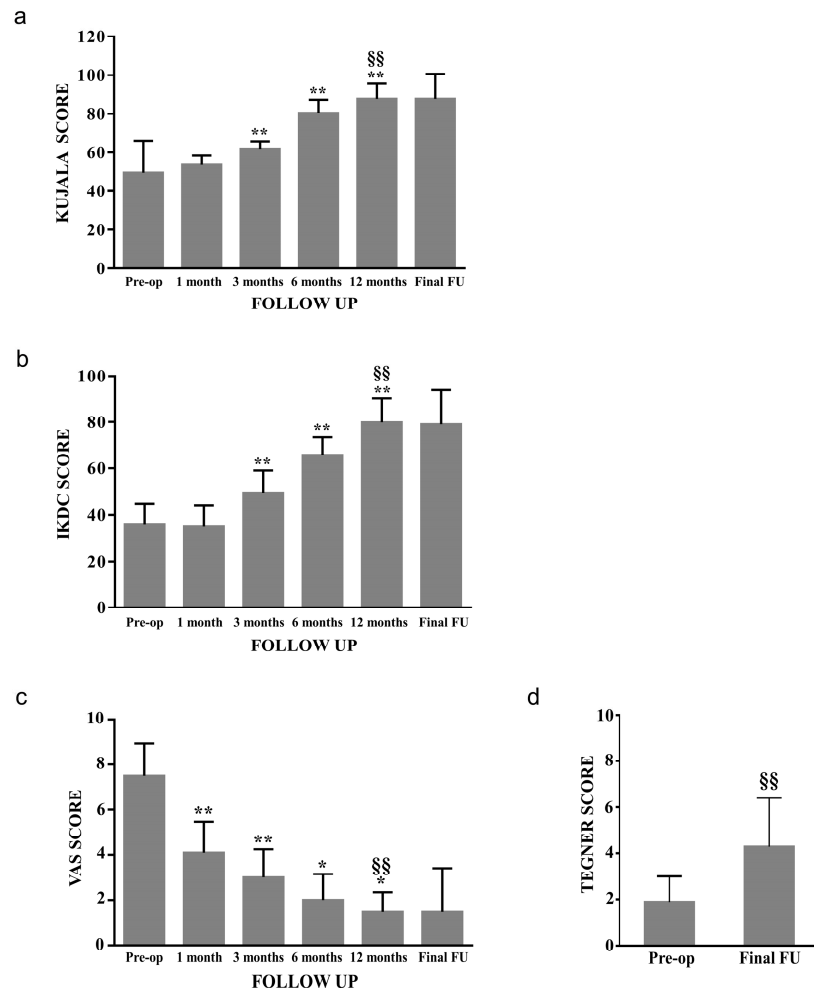 a
KUJALA SCORE
120
100
80
60
40
20
0
**
**
§§
**
Pre-op 1 month 3 months 6 months 12 months Final FU
FOLLOW UP
b
IKDC SCORE
100
80
60
40
20
0
**
**
§§
**
Pre-op 1 month 3 months 6 months 12 months Final FU
FOLLOW UP
c
VAS SCORE
10
8
6
4
2
0
**
**
*
§§
*
Pre-op 1 month 3 months 6 months 12 months Final FU
FOLLOW UP
d
TEGNER SCORE
10
8
6
4
2
0
§§
Pre-op Final FU